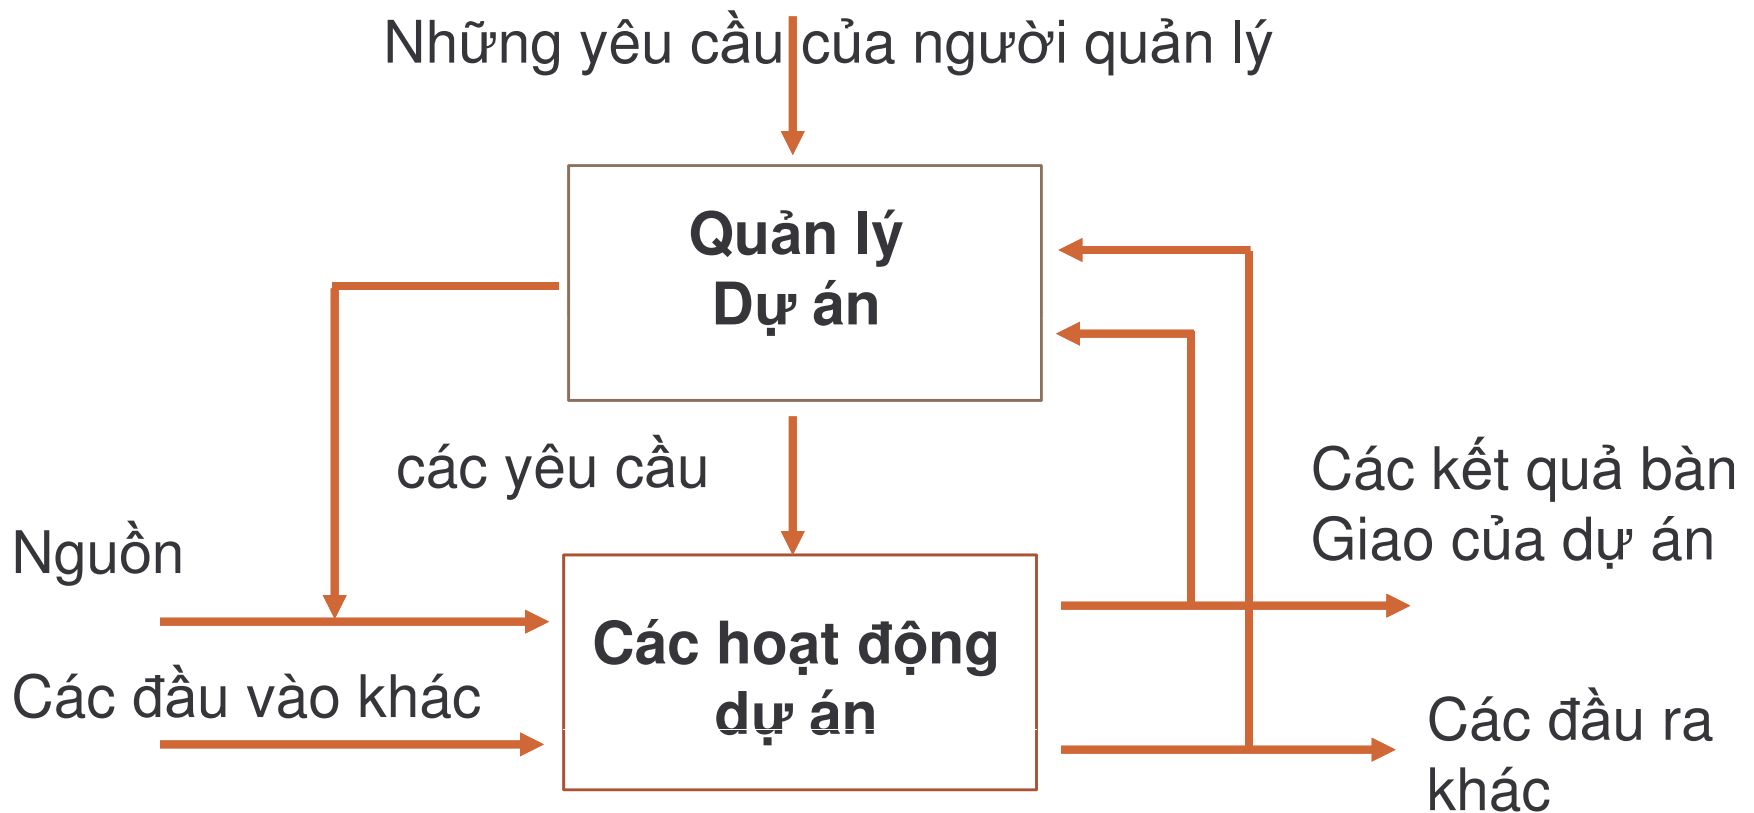 Những yêu cầu của người quản lý
Quản lý
Dự án
các yêu cầu
Nguồn
Các đầu vào khác
Các hoạt động
dự án
Các kết quả bàn
Giao của dự án
Các đầu ra
khác